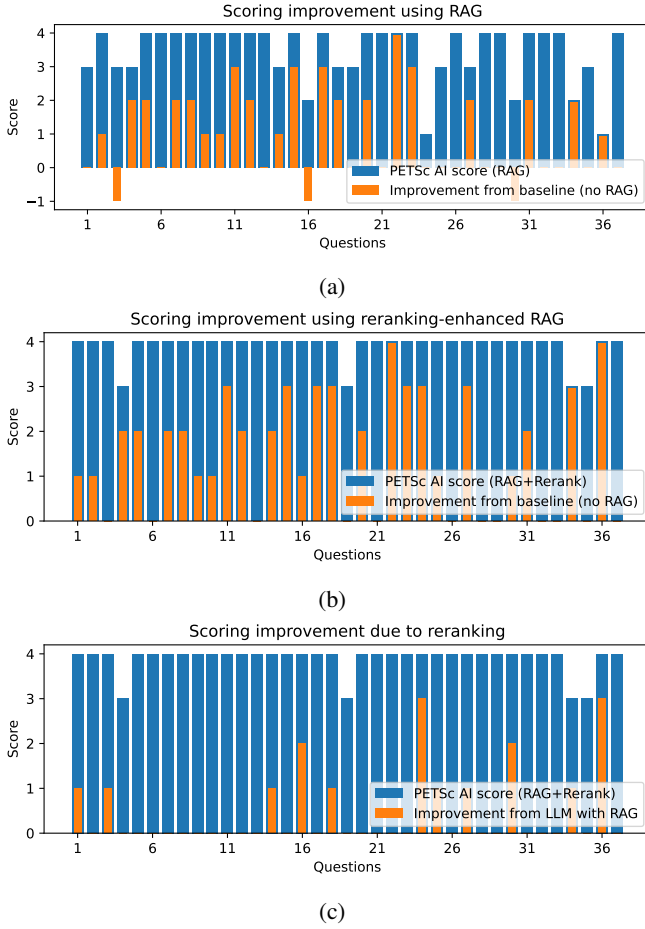 Scoring improvement using RAG
4
3
2
1
0
−1
Score
PETSc AI score (RAG)
Improvement from baseline (no RAG)
1 6 11 16 21 26 31 36
Questions
(a)
Scoring improvement using reranking-enhanced RAG
4
3
2
1
0
Score
PETSc AI score (RAG+Rerank)
Improvement from baseline (no RAG)
1 6 11 16 21 26 31 36
Questions
(b)
Scoring improvement due to reranking
4
3
2
1
0
Score
PETSc AI score (RAG+Rerank)
Improvement from LLM with RAG
1 6 11 16 21 26 31 36
Questions
(c)